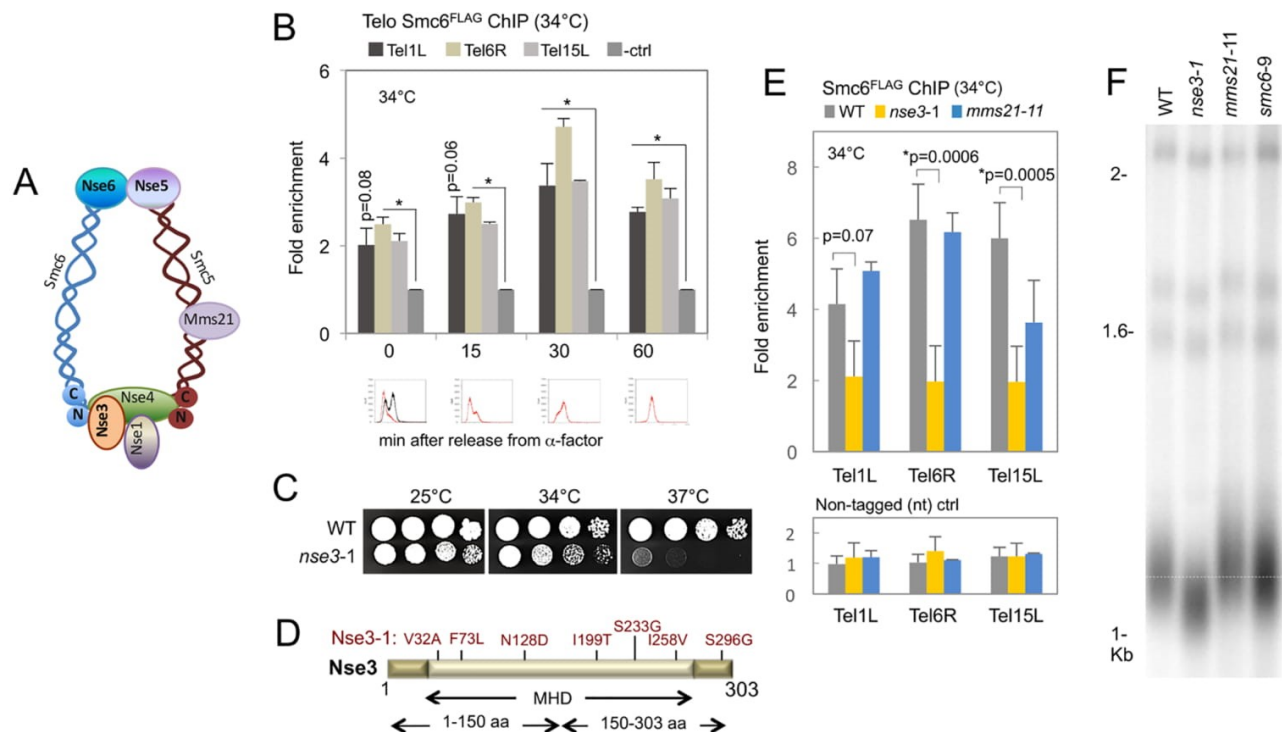 A
Nse6
Nse5
Smc6
Smc5
Mms21
C
N
Nse3
Nse4
Nse1
C
N
B
Telo Smc6FLAG ChIP (34°C)
Tel1L Tel6R Tel15L -ctrl
6
4
2
0
Fold enrichment
34°C
p=0.08
*
p=0.06
*
*
*
0 15 30 60
min after release from α-factor
C
25°C 34°C 37°C
WT
nse3-1
D
Nse3-1: V32A F73L N128D I199T S233G I258V S296G
Nse3
1 303
MHD
1-150 aa 150-303 aa
E
Smc6FLAG ChIP (34°C)
WT nse3-1 mms21-11
8
6
4
2
0
Fold enrichment
34°C
p=0.07
*p=0.0006
*p=0.0005
Tel1L Tel6R Tel15L
Non-tagged (nt) ctrl
2
1
0
Tel1L Tel6R Tel15L
F
WT
nse3-1
mms21-11
smc6-9
2-
1.6-
1-
Kb